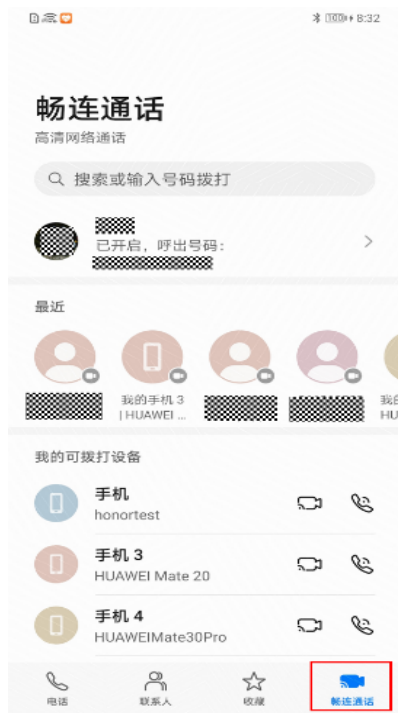 100 8:32
畅连通话
高清网络通话
搜索或输入号码拨打
已开启，呼出号码：
最近
我的手机 3
| HUAWEI ...
我的可拨打设备
手机
honortest
手机 3
HUAWEI Mate 20
手机 4
HUAWEIMate30Pro
电话
联系人
收藏
畅连通话